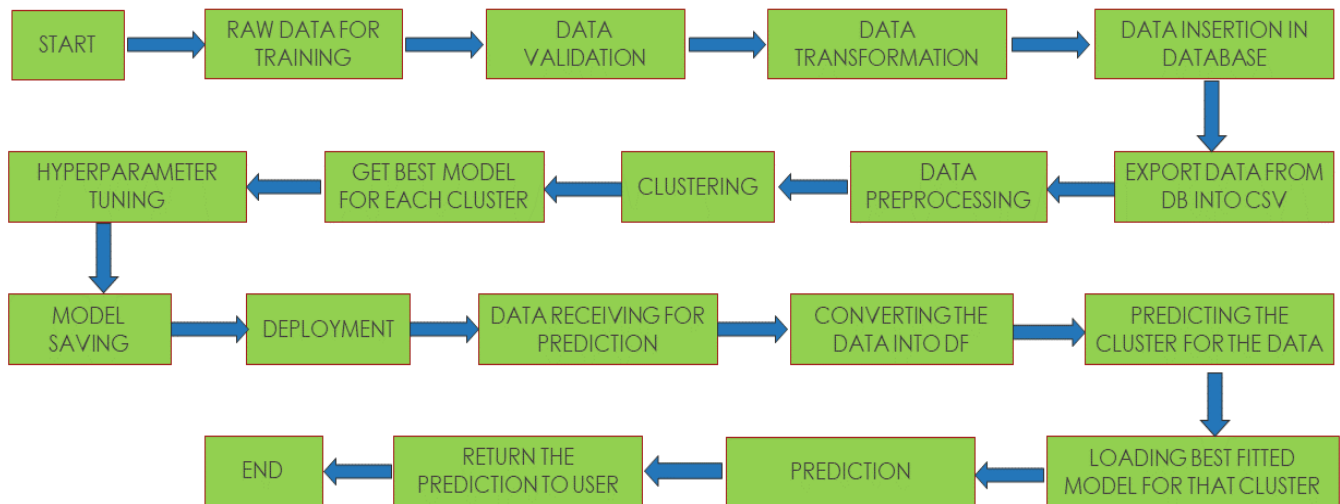 START
RAW DATA FOR
TRAINING
DATA
VALIDATION
DATA
TRANSFORMATION
DATA INSERTION IN
DATABASE
EXPORT DATA FROM
DB INTO CSV
DATA
PREPROCESSING
CLUSTERING
GET BEST MODEL
FOR EACH CLUSTER
HYPERPARAMETER
TUNING
MODEL
SAVING
DEPLOYMENT
DATA RECEIVING FOR
PREDICTION
CONVERTING THE
DATA INTO DF
PREDICTING THE
CLUSTER FOR THE DATA
LOADING BEST FITTED
MODEL FOR THAT CLUSTER
PREDICTION
RETURN THE
PREDICTION TO USER
END